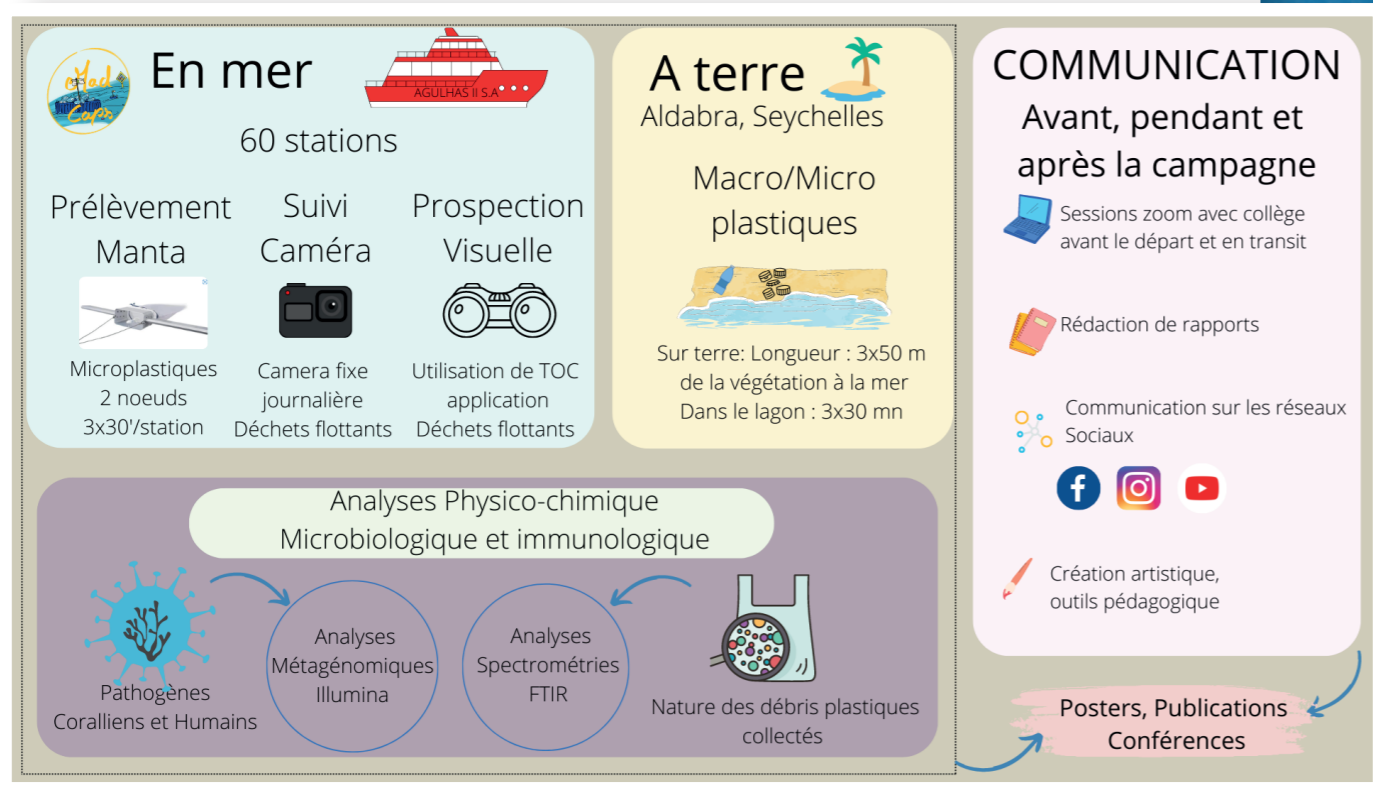 Mad
Caps
En mer
AGULHAS II S.A
60 stations
Prélèvement
Manta
Microplastiques
2 noeuds
3x30'/station
Suivi
Caméra
Camera fixe
journalière
Déchets flottants
Prospection
Visuelle
Utilisation de TOC
application
Déchets flottants
A terre
Aldabra, Seychelles
Macro/Micro
plastiques
Sur terre: Longueur : 3x50 m
de la végétation à la mer
Dans le lagon : 3x30 mn
Analyses Physico-chimique
Microbiologique et immunologique
Pathogènes
Coralliens et Humains
Analyses
Métagénomiques
Illumina
Analyses
Spectrométries
FTIR
Nature des débris plastiques
collectés
COMMUNICATION
Avant, pendant et
après la campagne
Sessions zoom avec collège
avant le départ et en transit
Rédaction de rapports
Communication sur les réseaux
Sociaux
Création artistique,
outils pédagogique
Posters, Publications
Conférences